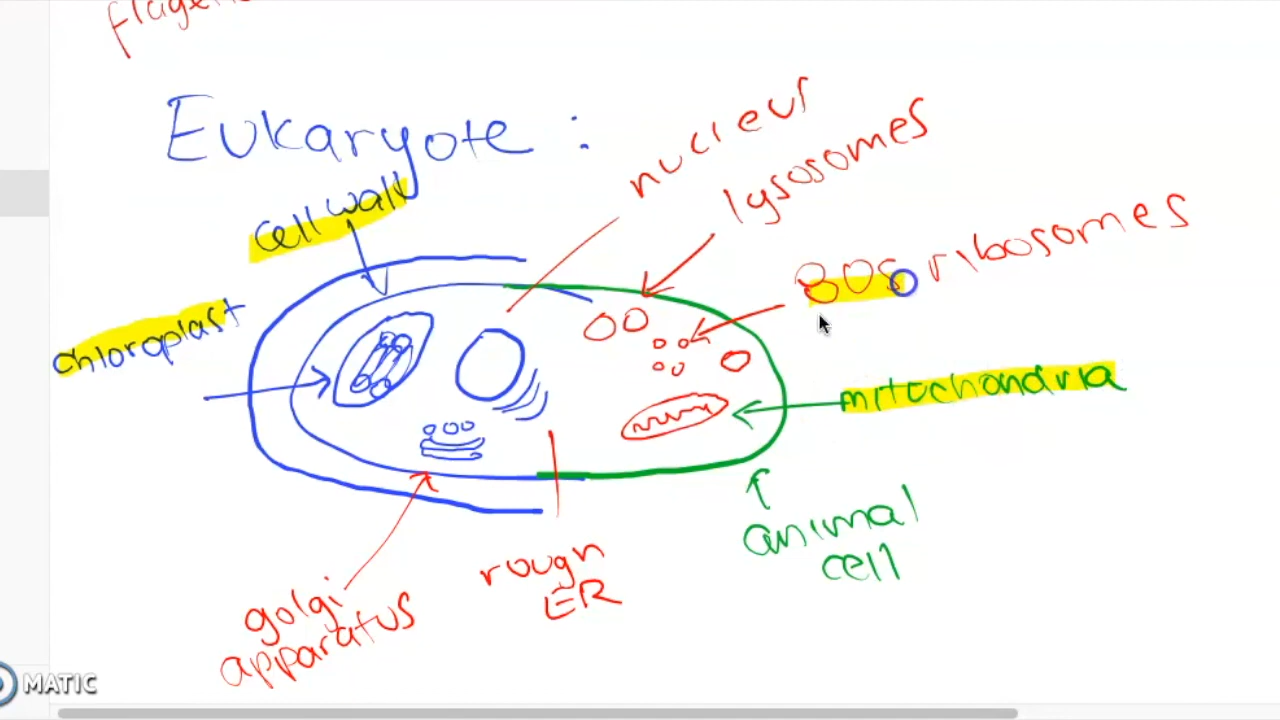 Eukaryote :
nucleus
lysosomes
cell wall
80s ribosomes
chloroplast
mitochondria
animal
cell
rough
ER
golgi
apparatus
MATIC